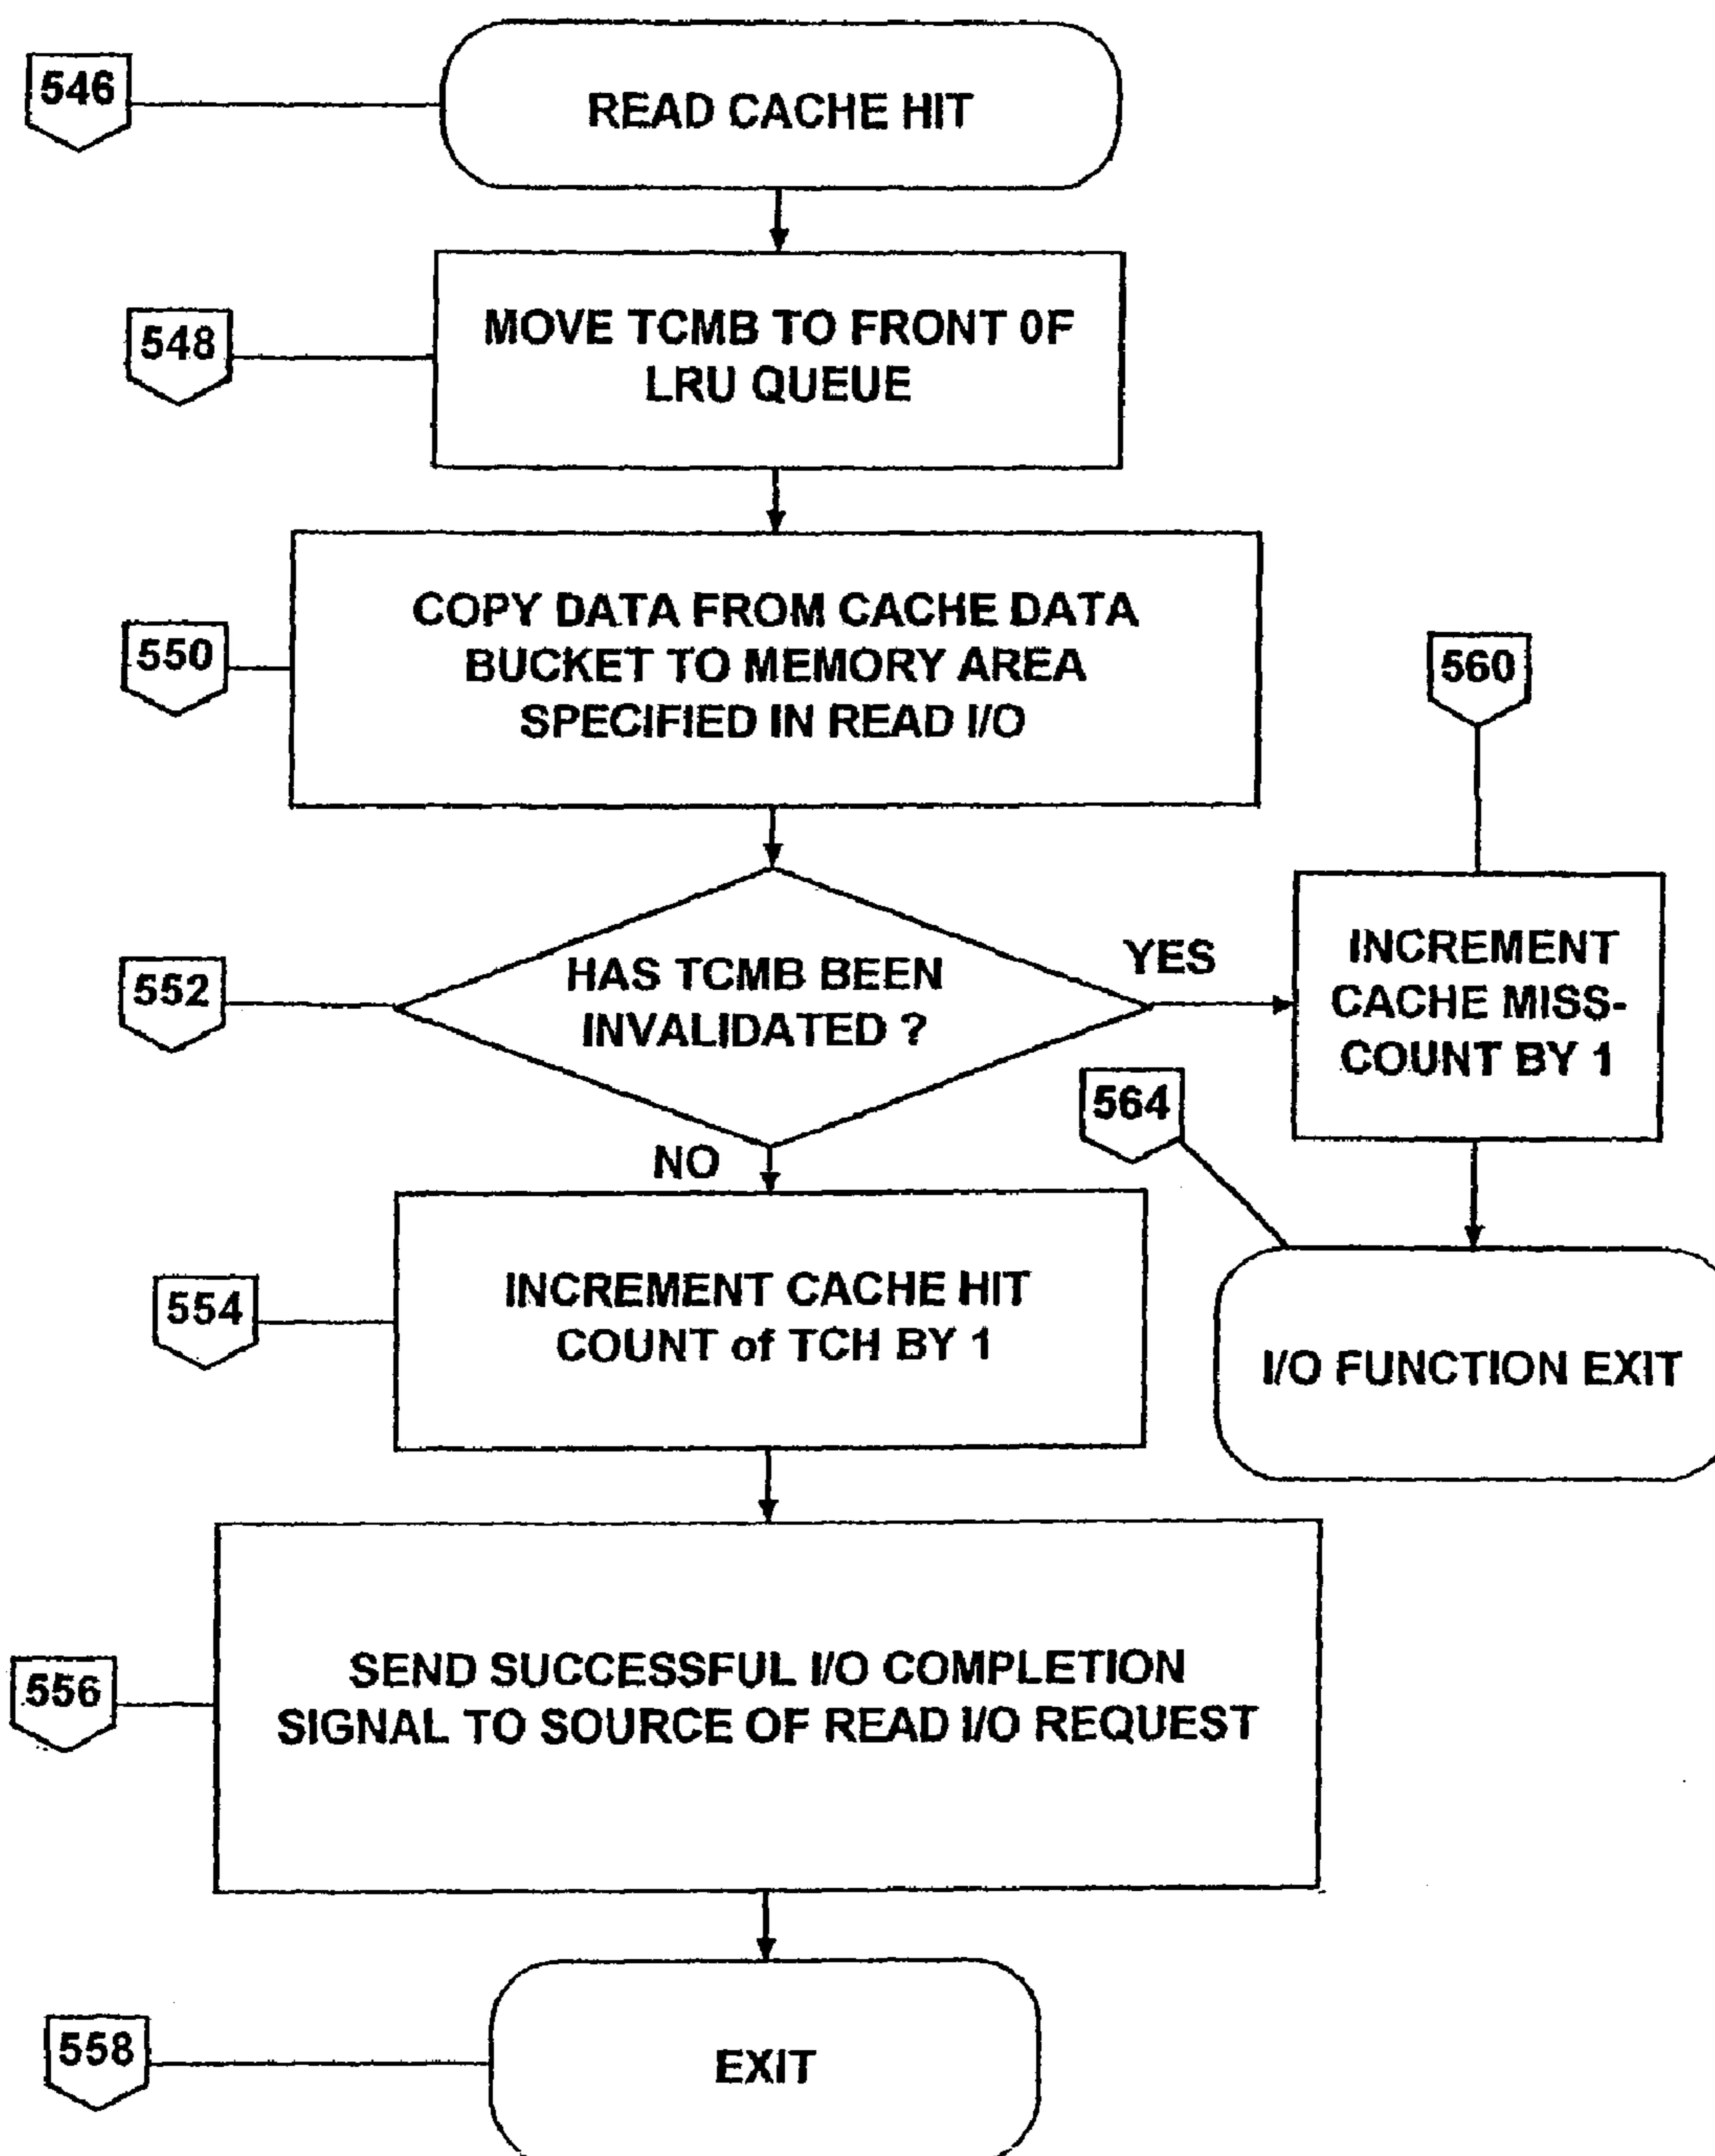 546
READ CACHE HIT
548
MOVE TCMB TO FRONT 0F
LRU QUEUE
550
COPY DATA FROM CACHE DATA
BUCKET TO MEMORY AREA
SPECIFIED IN READ I/O
560
552
HAS TCMB BEEN
INVALIDATED ?
YES
INCREMENT
CACHE MISS-
COUNT BY 1
564
NO
554
INCREMENT CACHE HIT
COUNT of TCH BY 1
I/O FUNCTION EXIT
556
SEND SUCCESSFUL I/O COMPLETION
SIGNAL TO SOURCE OF READ I/O REQUEST
558
EXIT